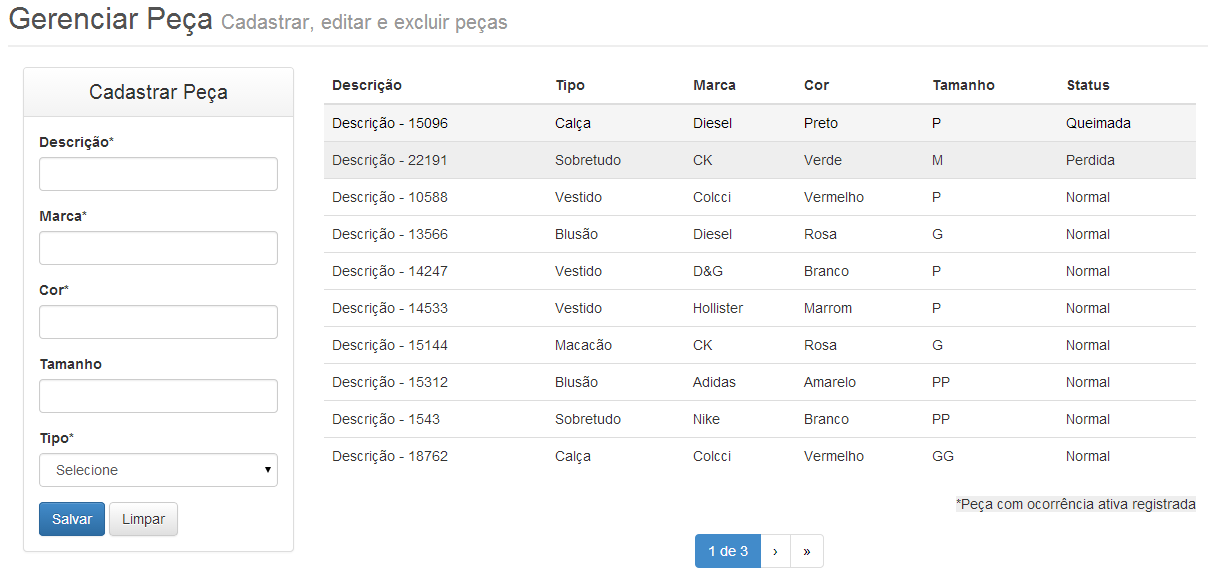 Gerenciar Peça Cadastrar, editar e excluir peças
Cadastrar Peça
Descrição*
Marca*
Cor*
Tamanho
Tipo*
Selecione
Salvar Limpar
Descrição Tipo Marca Cor Tamanho Status
Descrição - 15096 Calça Diesel Preto P Queimada
Descrição - 22191 Sobretudo CK Verde M Perdida
Descrição - 10588 Vestido Colcci Vermelho P Normal
Descrição - 13566 Blusão Diesel Rosa G Normal
Descrição - 14247 Vestido D&G Branco P Normal
Descrição - 14533 Vestido Hollister Marrom P Normal
Descrição - 15144 Macacão CK Rosa G Normal
Descrição - 15312 Blusão Adidas Amarelo PP Normal
Descrição - 1543 Sobretudo Nike Branco PP Normal
Descrição - 18762 Calça Colcci Vermelho GG Normal
*Peça com ocorrência ativa registrada
1 de 3 › »